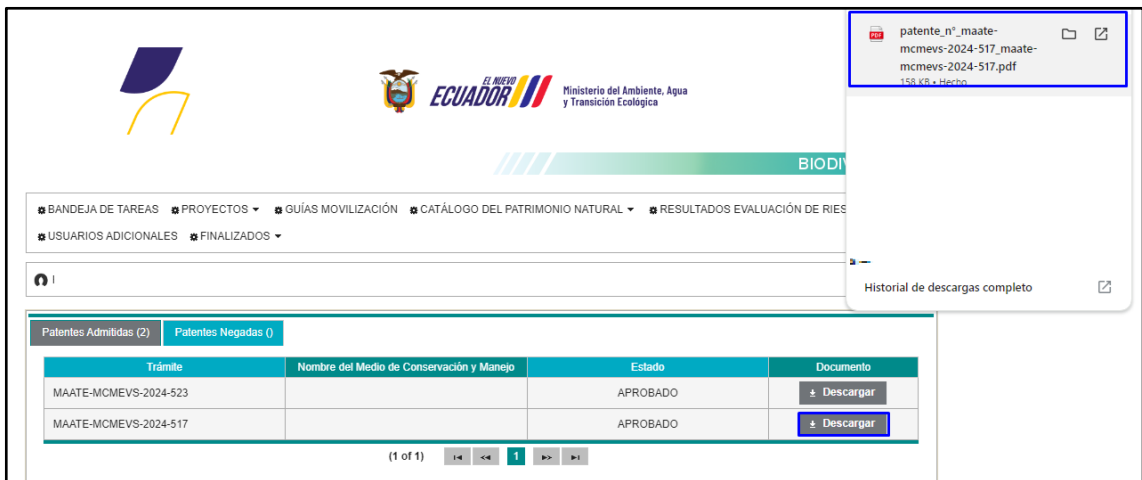 patente_n°_maate-
mcmevs-2024-517_maate-
mcmevs-2024-517.pdf
158 KB • Hecho
Historial de descargas completo
EL NUEVO
ECUADOR
Ministerio del Ambiente, Agua
y Transición Ecológica
BIODIV
BANDEJA DE TAREAS PROYECTOS GUÍAS MOVILIZACIÓN CATÁLOGO DEL PATRIMONIO NATURAL RESULTADOS EVALUACIÓN DE RIES
USUARIOS ADICIONALES FINALIZADOS
Patentes Admitidas (2) Patentes Negadas ()
Trámite Nombre del Medio de Conservación y Manejo Estado Documento
MAATE-MCMEVS-2024-523 APROBADO Descargar
MAATE-MCMEVS-2024-517 APROBADO Descargar
(1 of 1) 1